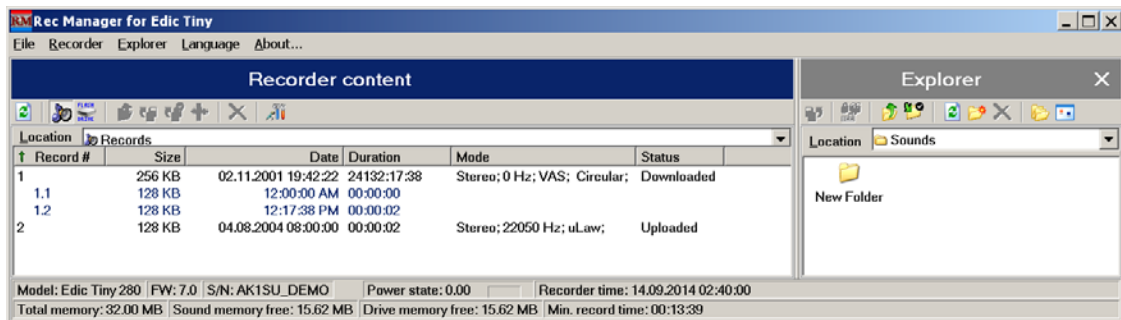 RM Rec Manager for Edic Tiny
File Recorder Explorer Language About...
Recorder content
Explorer
Location Records
Location Sounds
↑ Record # Size Date Duration Mode Status
1 256 KB 02.11.2001 19:42:22 24132:17:38 Stereo; 0 Hz; VAS; Circular; Downloaded
1.1 128 KB 12:00:00 AM 00:00:00
1.2 128 KB 12:17:38 PM 00:00:02
2 128 KB 04.08.2004 08:00:00 00:00:02 Stereo; 22050 Hz; uLaw; Uploaded
New Folder
Model: Edic Tiny 280 FW: 7.0 S/N: AK1SU_DEMO Power state: 0.00 Recorder time: 14.09.2014 02:40:00
Total memory: 32.00 MB Sound memory free: 15.62 MB Drive memory free: 15.62 MB Min. record time: 00:13:39